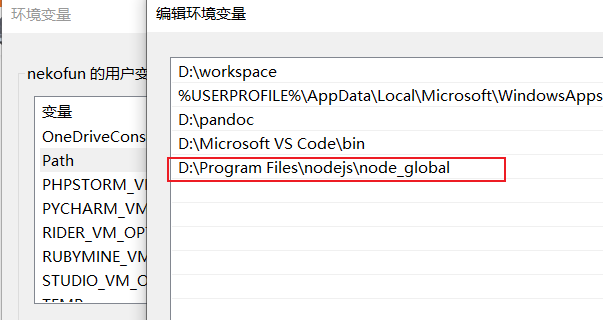 环境变量
编辑环境变量
nekofun 的用户变
变量
OneDriveCons
Path
PHPSTORM_VM
PYCHARM_VM
RIDER_VM_OPT
RUBYMINE_VM
STUDIO_VM_O
TEMP
D:\workspace
%USERPROFILE%\AppData\Local\Microsoft\WindowsApps
D:\pandoc
D:\Microsoft VS Code\bin
D:\Program Files\nodejs\node_global